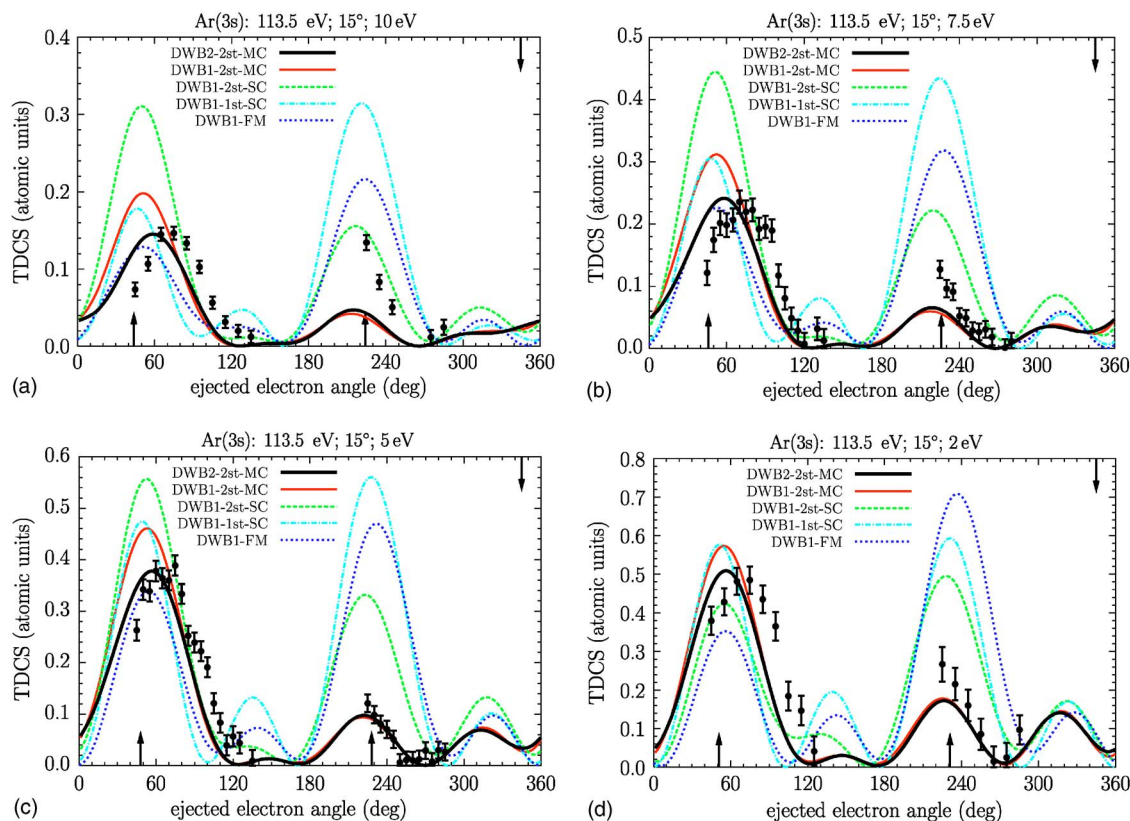 Ar(3s): 113.5 eV; 15°; 10 eV
0.4
0.3
0.2
0.1
0.0
TDCS (atomic units)
DWB2-2st-MC
DWB1-2st-MC
DWB1-2st-SC
DWB1-1st-SC
DWB1-FM
0 60 120 180 240 300 360
ejected electron angle (deg)
(a)
Ar(3s): 113.5 eV; 15°; 7.5 eV
0.5
0.4
0.3
0.2
0.1
0.0
TDCS (atomic units)
DWB2-2st-MC
DWB1-2st-MC
DWB1-2st-SC
DWB1-1st-SC
DWB1-FM
0 60 120 180 240 300 360
ejected electron angle (deg)
(b)
Ar(3s): 113.5 eV; 15°; 5 eV
0.6
0.5
0.4
0.3
0.2
0.1
0.0
TDCS (atomic units)
DWB2-2st-MC
DWB1-2st-MC
DWB1-2st-SC
DWB1-1st-SC
DWB1-FM
0 60 120 180 240 300 360
ejected electron angle (deg)
(c)
Ar(3s): 113.5 eV; 15°; 2 eV
0.8
0.7
0.6
0.5
0.4
0.3
0.2
0.1
0.0
TDCS (atomic units)
DWB2-2st-MC
DWB1-2st-MC
DWB1-2st-SC
DWB1-1st-SC
DWB1-FM
0 60 120 180 240 300 360
ejected electron angle (deg)
(d)